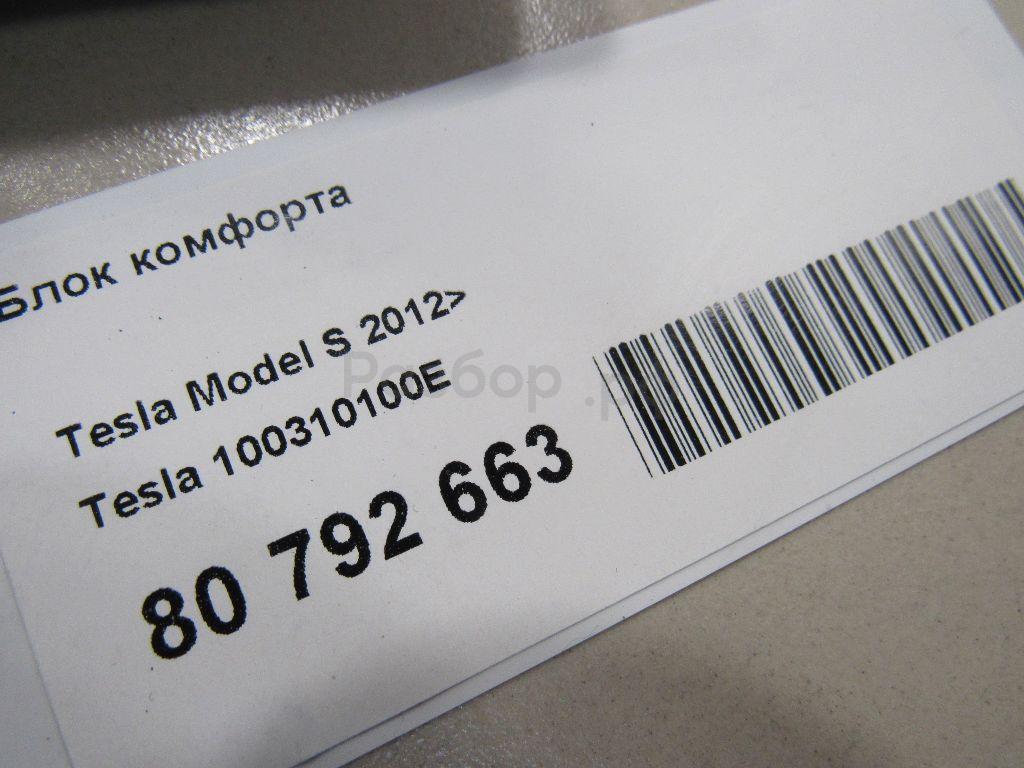 Блок комфорта
Tesla Model S 2012>
Tesla 100310100E
80 792 663